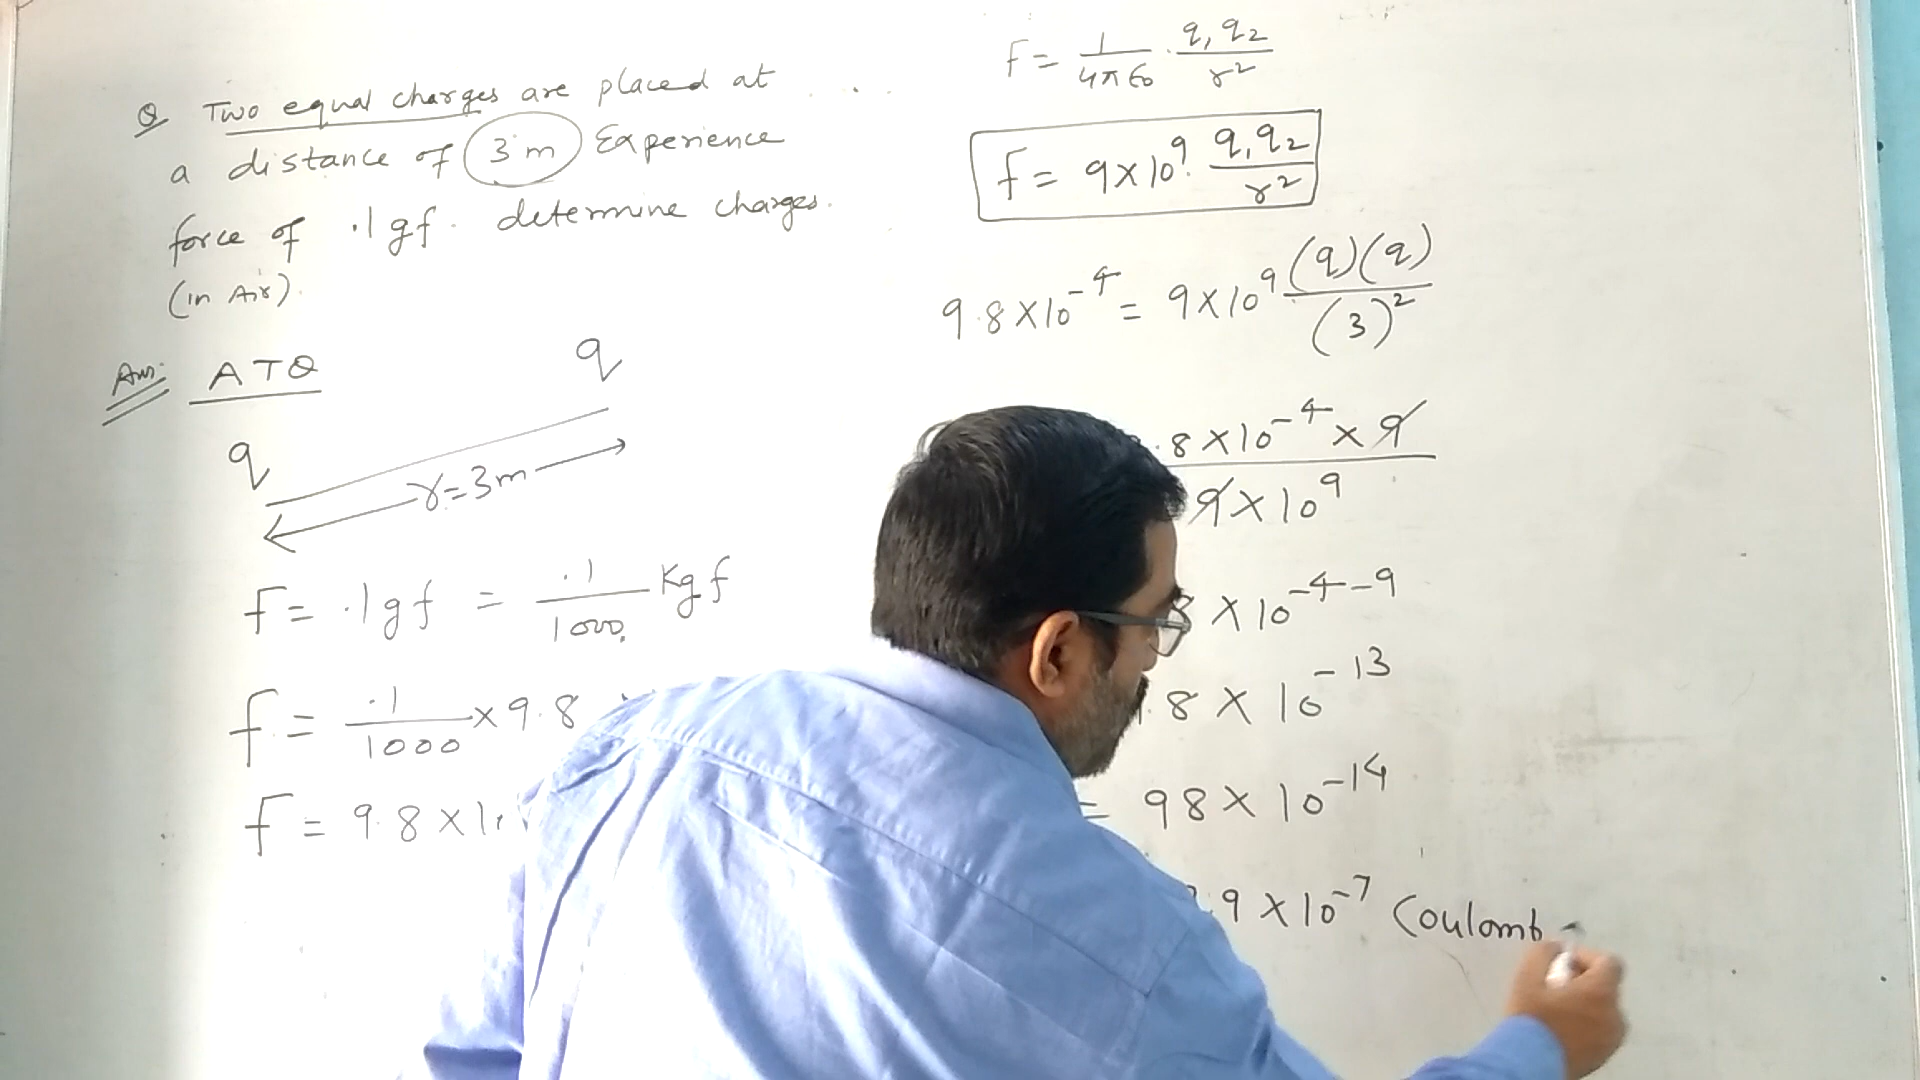 Q Two equal charges are placed at
a distance of 3 m Experience
force of .1 gf. determine charges.
(in Air).
Ans: ATQ
q
q
r = 3m
F = .1 gf = .1/1000 Kgf
F = .1/1000 × 9.8
F = 9.8 × 1
F = 1/4πε₀ · q₁q₂/r²
F = 9×10⁹ · q₁q₂/r²
9.8×10⁻⁴ = 9×10⁹ (q)(q)/(3)²
.8×10⁻⁴ × 9/9×10⁹
8 × 10⁻⁴⁻⁹
.8 × 10⁻¹³
= 98 × 10⁻¹⁴
.9 × 10⁻⁷ Coulomb